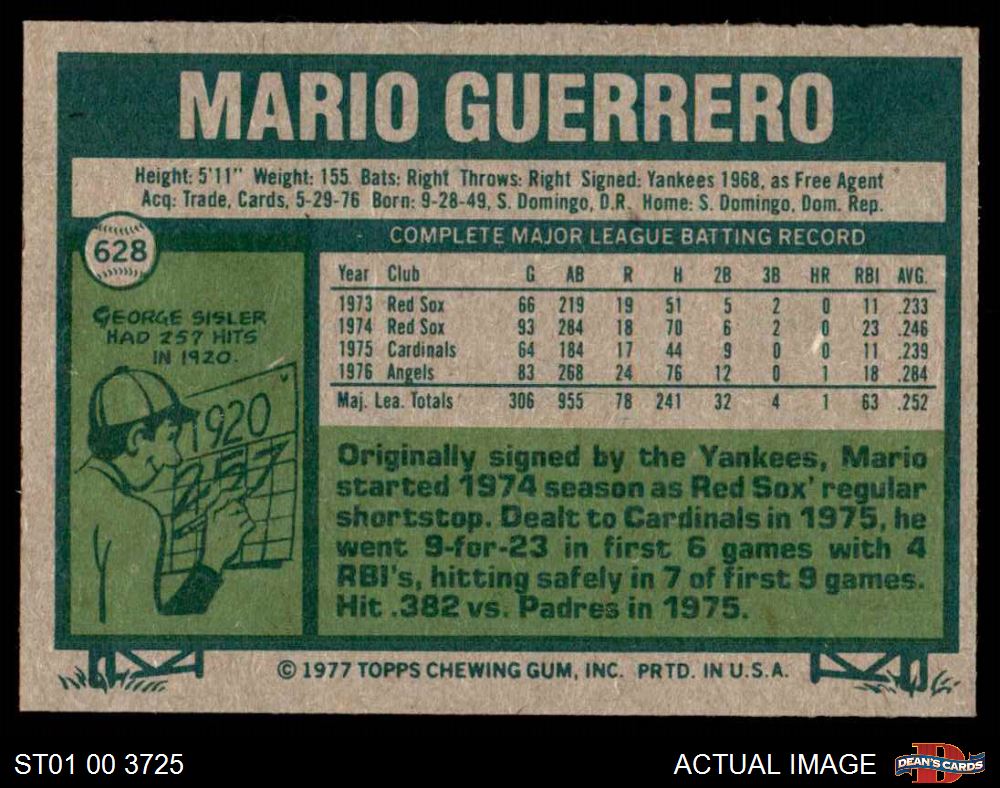 MARIO GUERRERO
Height: 5'11" Weight: 155 Bats: Right Throws: Right Signed: Yankees 1968, as Free Agent
Acq: Trade, Cards, 5-29-76 Born: 9-28-49, S. Domingo, D.R. Home: S. Domingo, Dom. Rep.
628
COMPLETE MAJOR LEAGUE BATTING RECORD
Year Club G AB R H 2B 3B HR RBI AVG.
1973 Red Sox 66 219 19 51 5 2 0 11 .233
1974 Red Sox 93 284 18 70 6 2 0 23 .246
1975 Cardinals 64 184 17 44 9 0 0 11 .239
1976 Angels 83 268 24 76 12 0 1 18 .284
Maj. Lea. Totals 306 955 78 241 32 4 1 63 .252
GEORGE SISLER
HAD 257 HITS
IN 1920.
1920
257
Originally signed by the Yankees, Mario
started 1974 season as Red Sox' regular
shortstop. Dealt to Cardinals in 1975, he
went 9-for-23 in first 6 games with 4
RBI's, hitting safely in 7 of first 9 games.
Hit .382 vs. Padres in 1975.
© 1977 TOPPS CHEWING GUM, INC. PRTD. IN U.S.A.
ST01 00 3725
ACTUAL IMAGE
DEAN'S CARDS